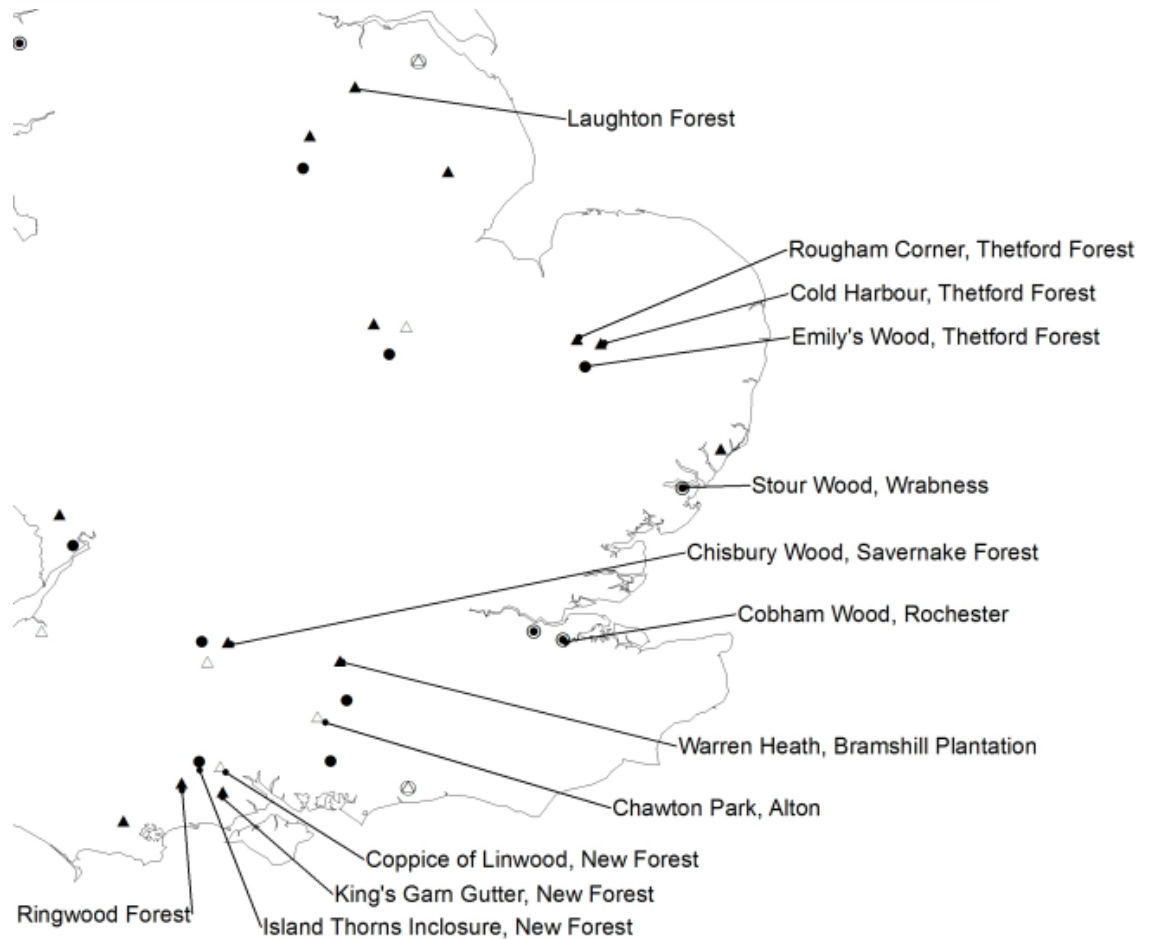 Laughton Forest
Rougham Corner, Thetford Forest
Cold Harbour, Thetford Forest
Emily's Wood, Thetford Forest
Stour Wood, Wrabness
Chisbury Wood, Savernake Forest
Cobham Wood, Rochester
Warren Heath, Bramshill Plantation
Chawton Park, Alton
Coppice of Linwood, New Forest
King's Garn Gutter, New Forest
Ringwood Forest
Island Thorns Inclosure, New Forest